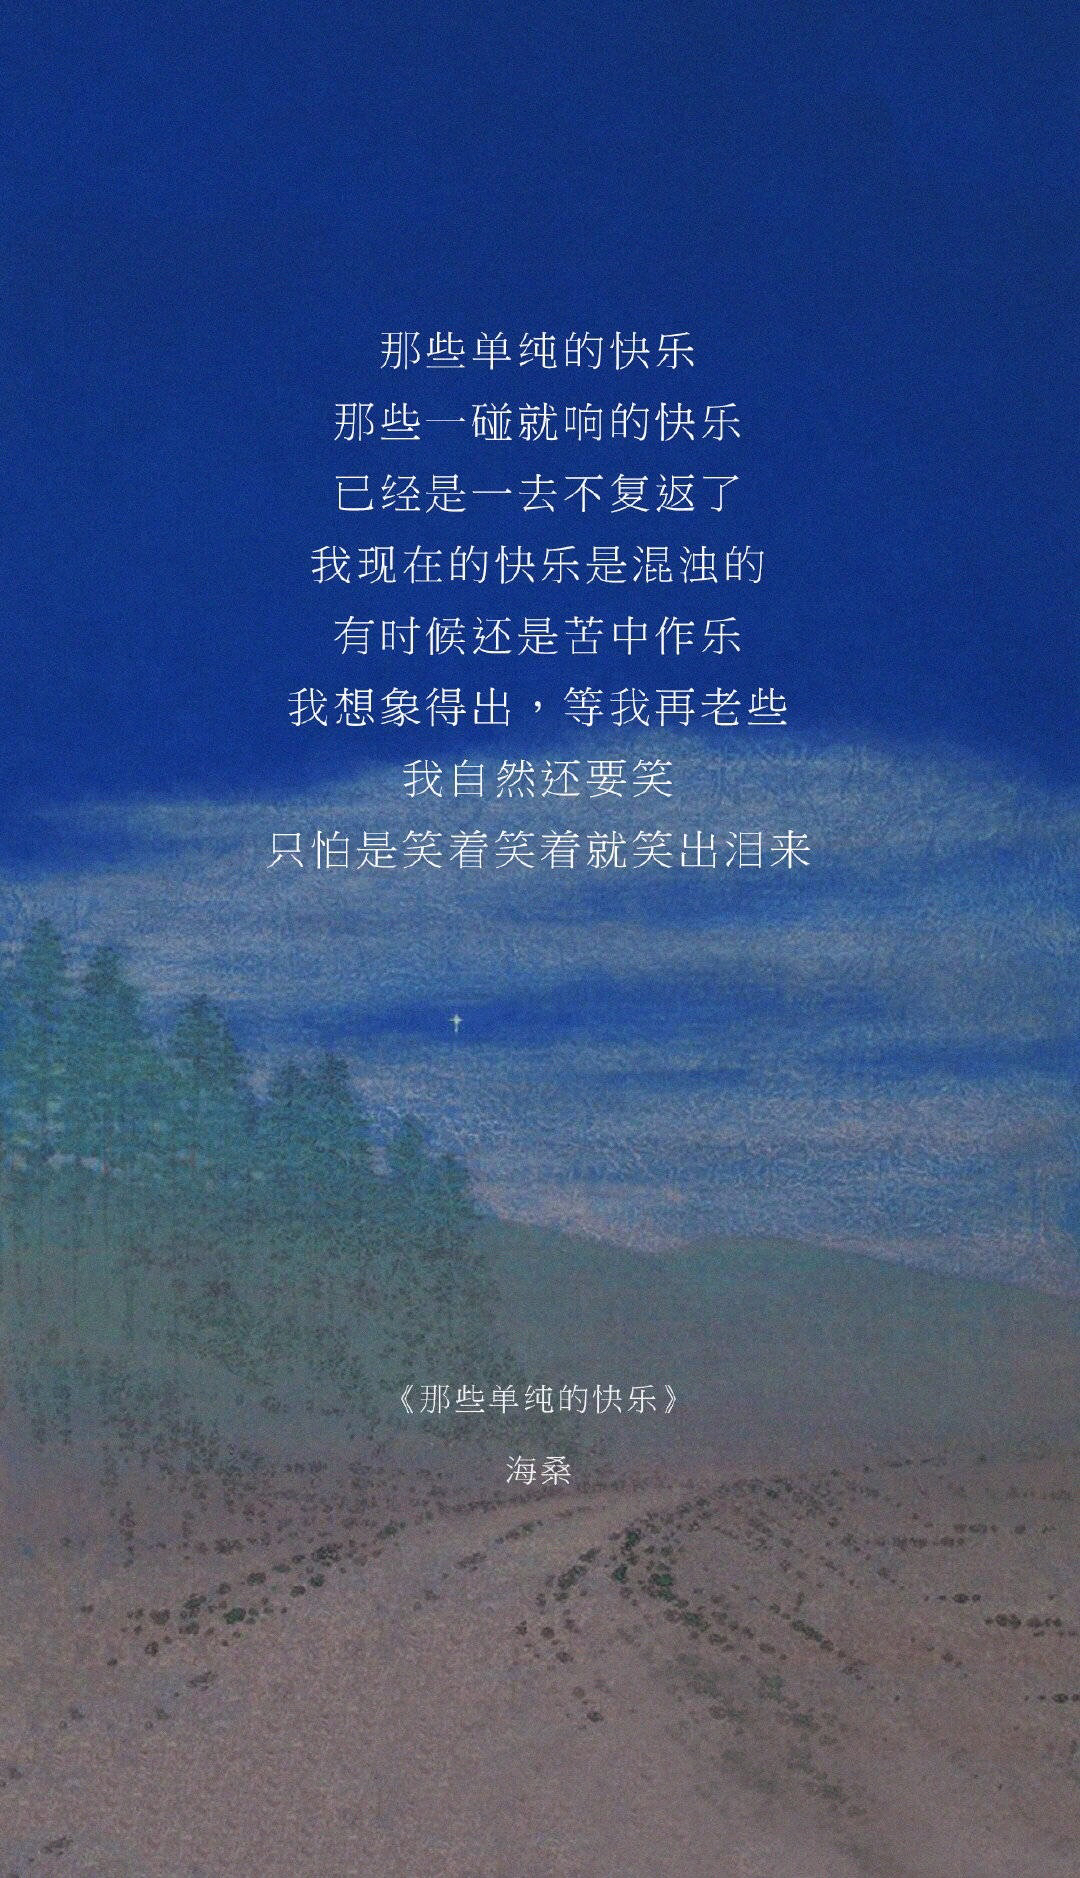 那些单纯的快乐
那些一碰就响的快乐
已经是一去不复返了
我现在的快乐是混浊的
有时候还是苦中作乐
我想象得出，等我再老些
我自然还要笑
只怕是笑着笑着就笑出泪来
《那些单纯的快乐》
海桑